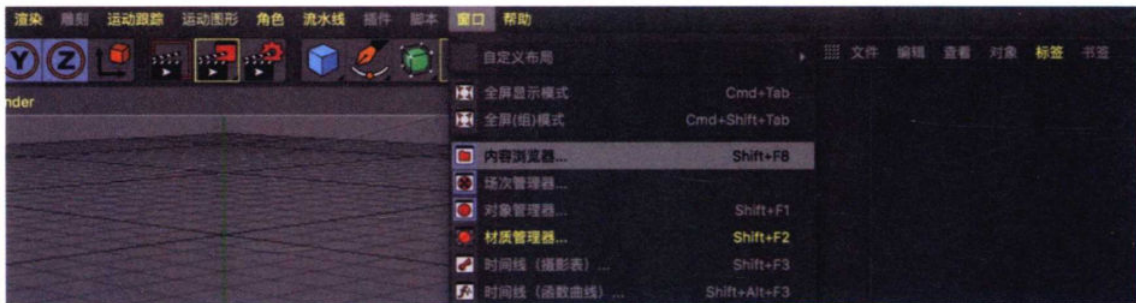 渲染 雕刻 运动跟踪 运动图形 角色 流水线 插件 脚本 窗口 帮助
Y Z
自定义布局
文件 编辑 查看 对象 标签 书签
nder
全屏显示模式 Cmd+Tab
全屏(组)模式 Cmd+Shift+Tab
内容浏览器... Shift+F8
场次管理器...
对象管理器... Shift+F1
材质管理器... Shift+F2
时间线（摄影表）... Shift+F3
时间线（函数曲线）... Shift+Alt+F3